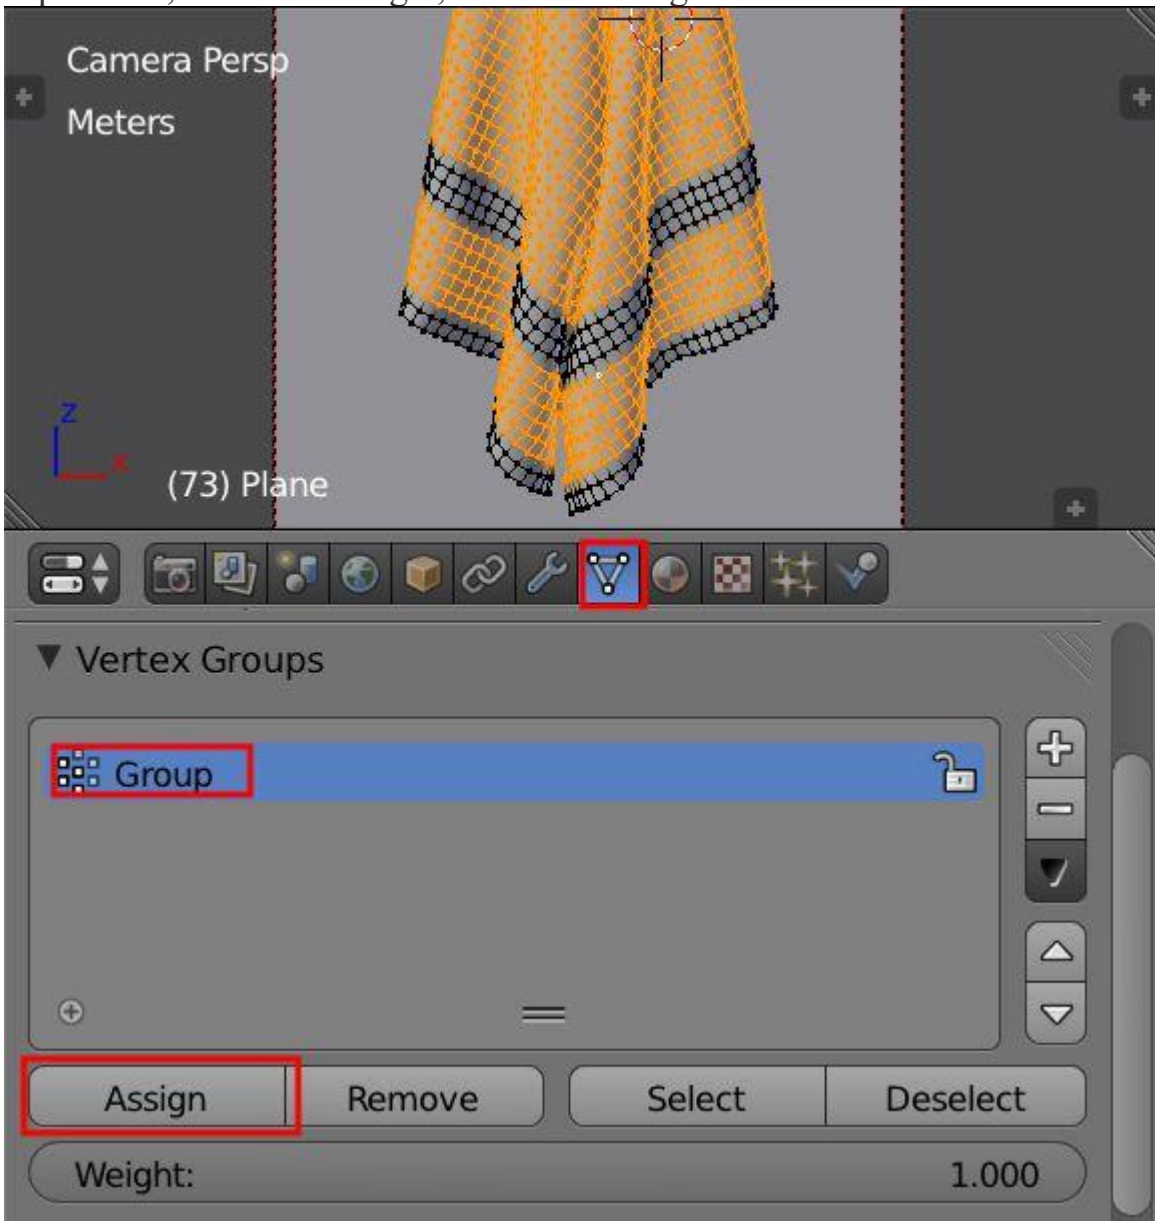 Camera Persp
Meters
z
x
(73) Plane
Vertex Groups
Group
Assign Remove Select Deselect
Weight: 1.000